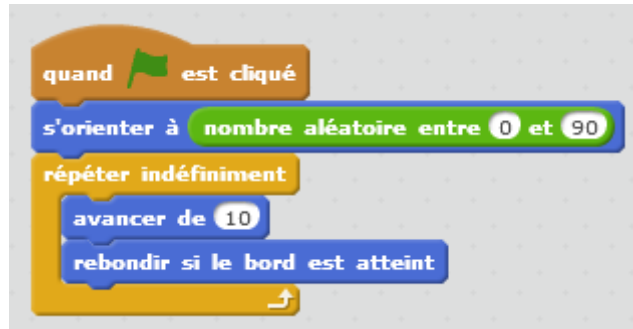 quand est cliqué
s'orienter à nombre aléatoire entre 0 et 90
répéter indéfiniment
avancer de 10
rebondir si le bord est atteint